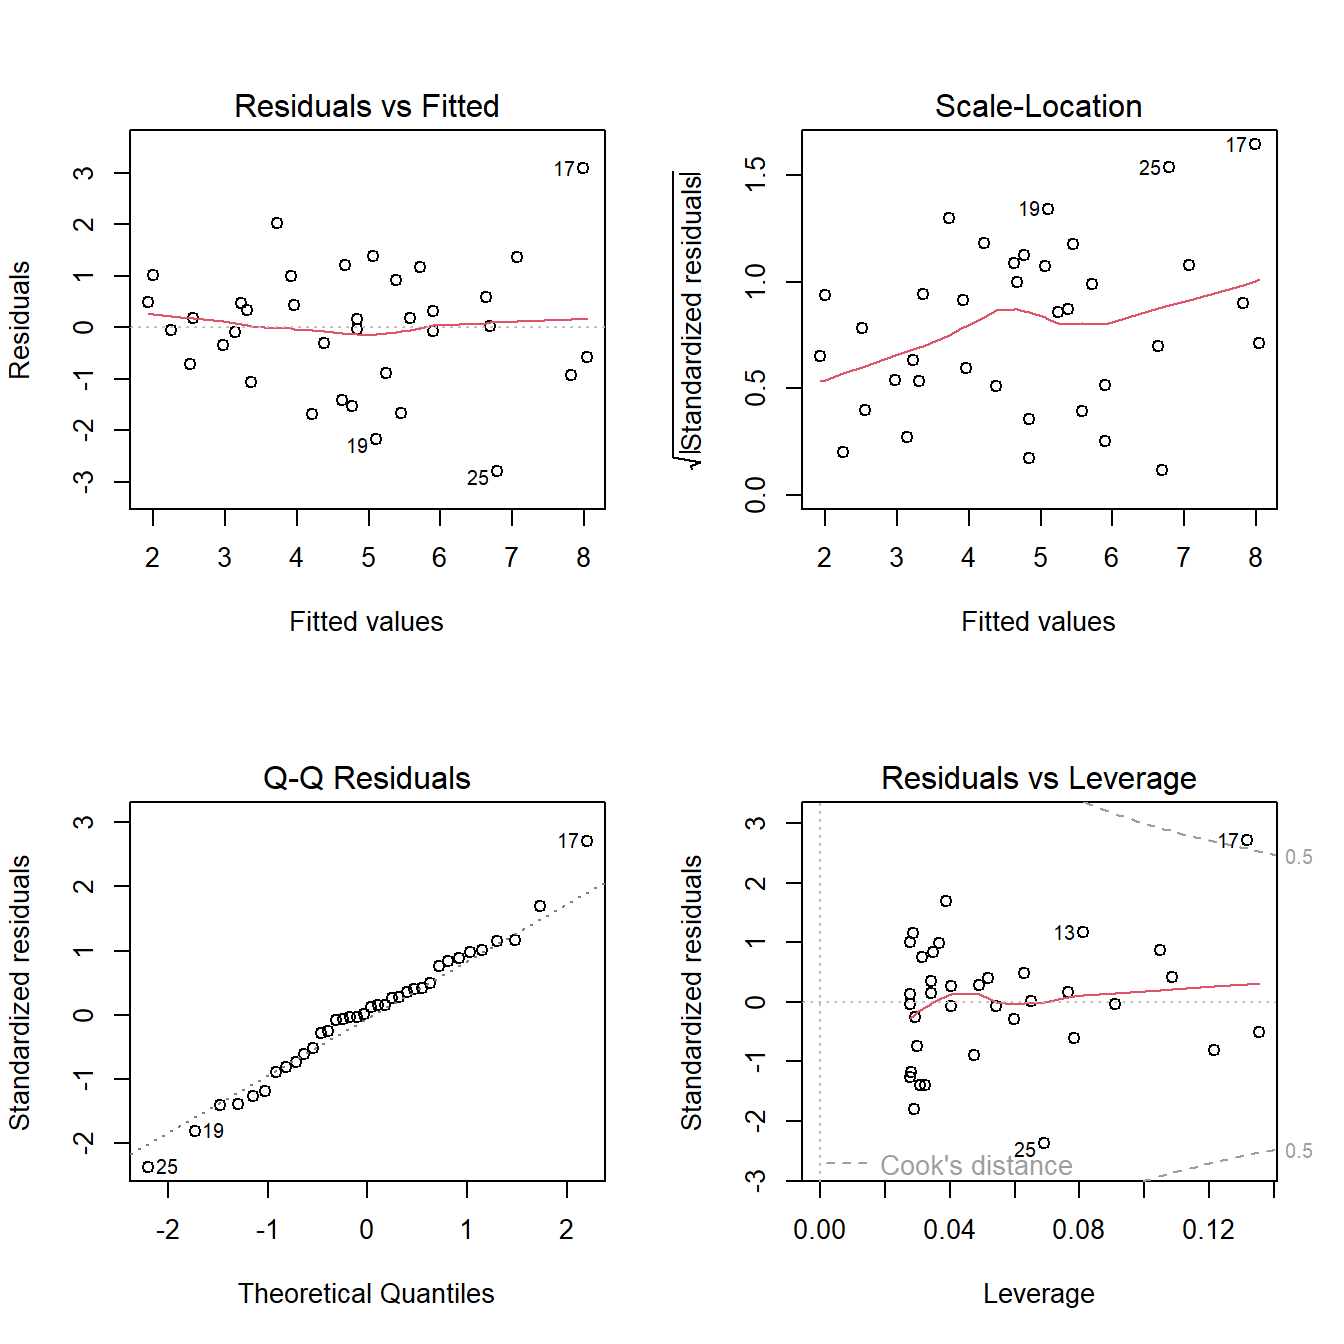 Residuals vs Fitted
Residuals
3
2
1
0
-1
-2
-3
17
19
25
2 3 4 5 6 7 8
Fitted values
Scale-Location
√|Standardized residuals|
1.5
1.0
0.5
0.0
17
25
19
2 3 4 5 6 7 8
Fitted values
Q-Q Residuals
Standardized residuals
3
2
1
0
-1
-2
17
19
25
-2 -1 0 1 2
Theoretical Quantiles
Residuals vs Leverage
Standardized residuals
3
2
1
0
-1
-2
-3
17
0.5
13
25
0.5
Cook's distance
0.00 0.04 0.08 0.12
Leverage